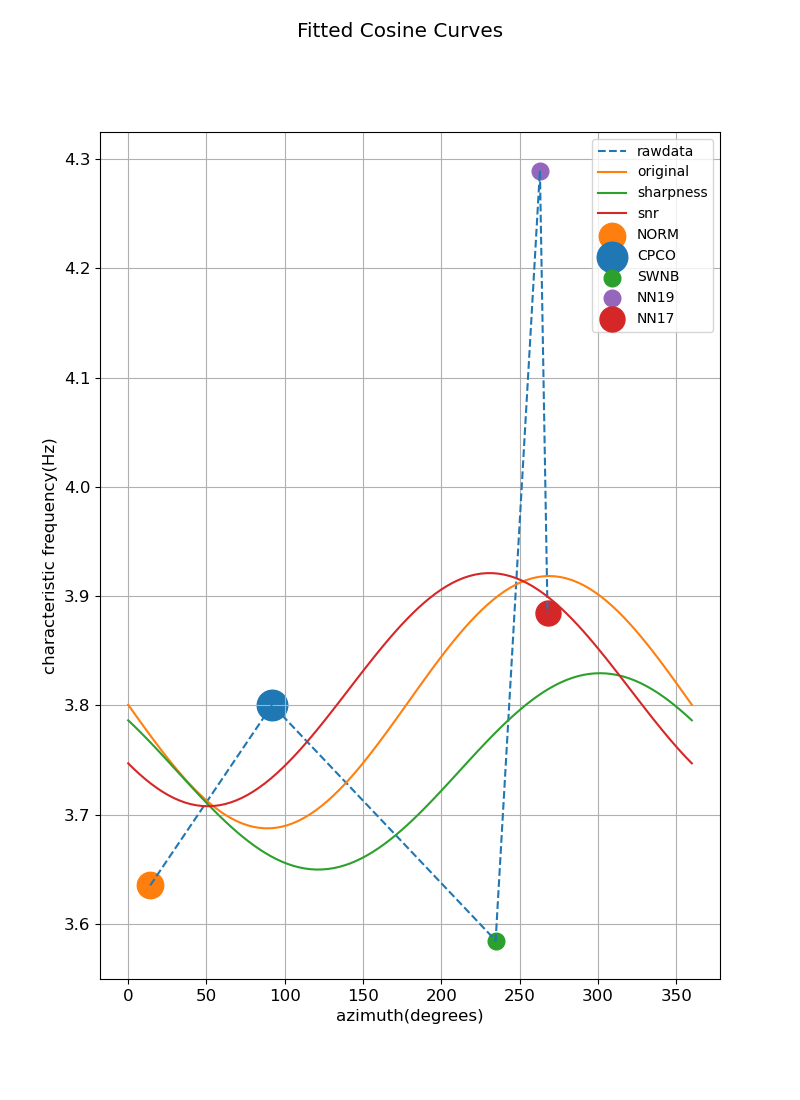 Fitted Cosine Curves
4.3
4.2
4.1
4.0
3.9
3.8
3.7
3.6
characteristic frequency(Hz)
rawdata
original
sharpness
snr
NORM
CPCO
SWNB
NN19
NN17
0 50 100 150 200 250 300 350
azimuth(degrees)